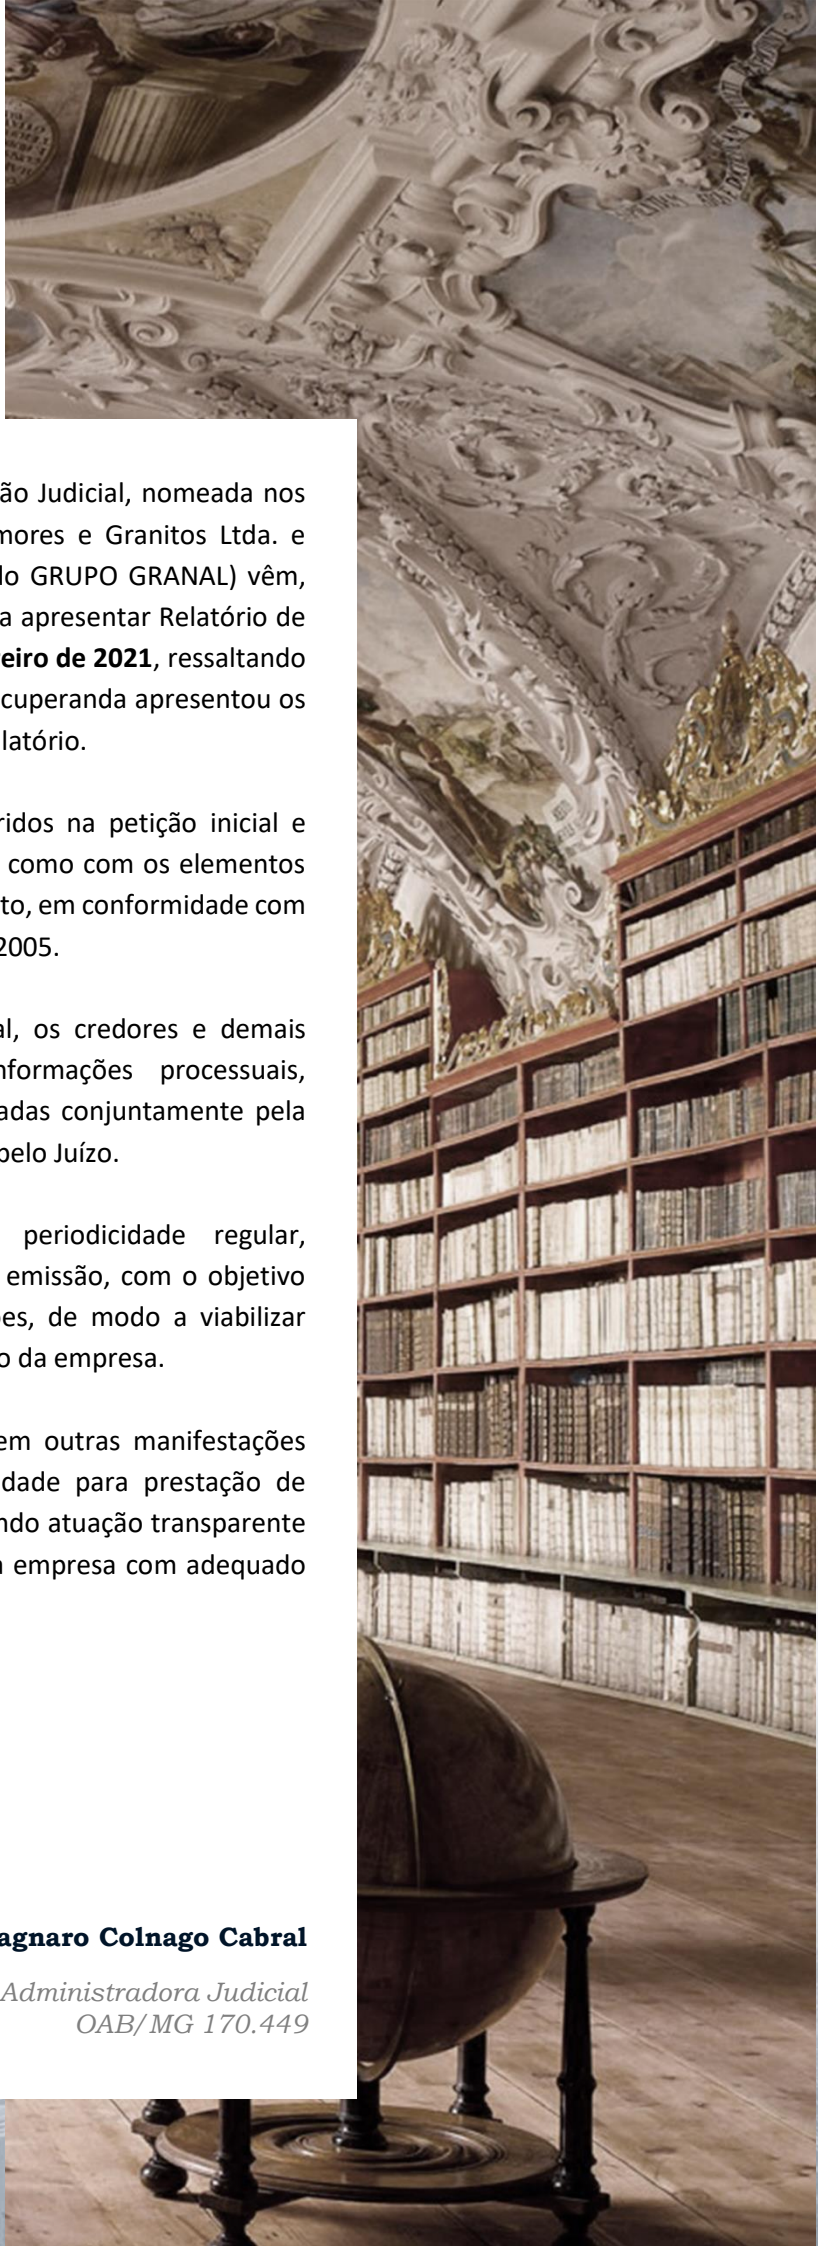 ão Judicial, nomeada nos
mores e Granitos Ltda. e
do GRUPO GRANAL) vêm,
a apresentar Relatório de
reiro de 2021, ressaltando
cuperanda apresentou os
latório.
ridos na petição inicial e
como com os elementos
to, em conformidade com
2005.
al, os credores e demais
nformações processuais,
adas conjuntamente pela
pelo Juízo.
periodicidade regular,
emissão, com o objetivo
es, de modo a viabilizar
o da empresa.
em outras manifestações
dade para prestação de
ndo atuação transparente
a empresa com adequado
agnaro Colnago Cabral
Administradora Judicial
OAB/MG 170.449